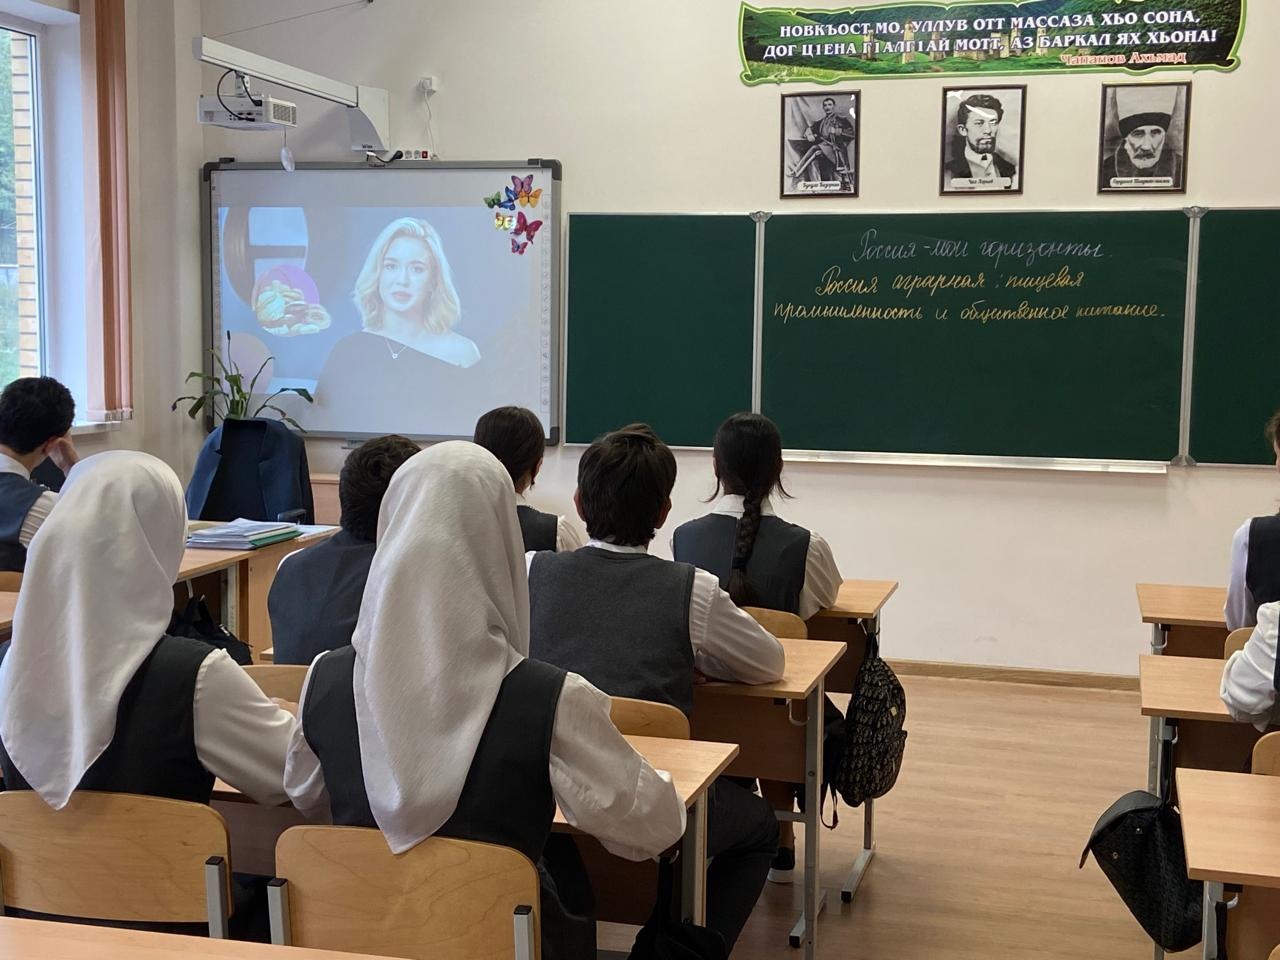 НОВКЪОСТ МО, УЛЛУВ ОТТ МАССАЗА ХЬО СОНА,
ДОГ ЦIЕНА ГIАЛГIАЙ МОТТ, АЗ БАРКАЛ ЯХ ХЬОНА!
Чапанов Ахьмад
Россия - мои горизонты.
Россия аграрная: пищевая
промышленность и общественное питание.